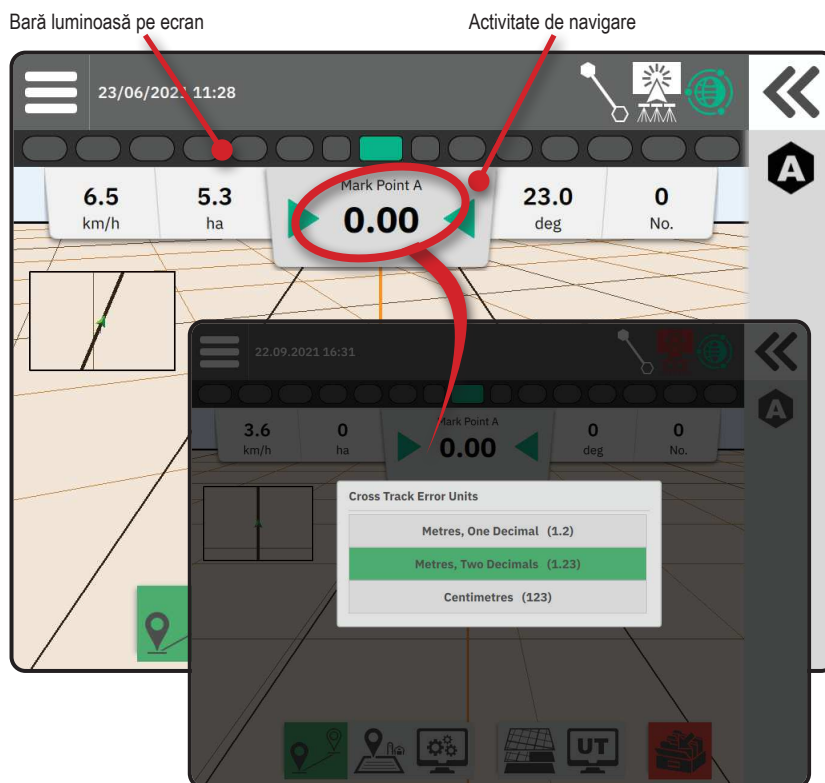 Bară luminoasă pe ecran
Activitate de navigare
23/06/2021 11:28
A
6.5
km/h
5.3
ha
Mark Point A
0.00
23.0
deg
0
No.
22.09.2021 16:31
A
3.6
km/h
0
ha
Mark Point A
0.00
0
deg
0
No.
Cross Track Error Units
Metres, One Decimal (1.2)
Metres, Two Decimals (1.23)
Centimetres (123)
UT